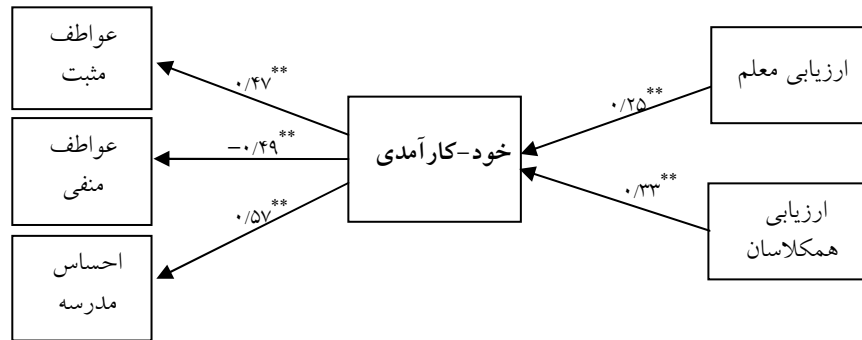 ارزیابی معلم
ارزیابی
همکلاسان
۰/۲۵**
۰/۳۳**
خود-کارآمدی
۰/۴۷**
-۰/۴۹**
۰/۵۷**
عواطف
مثبت
عواطف
منفی
احساس
مدرسه